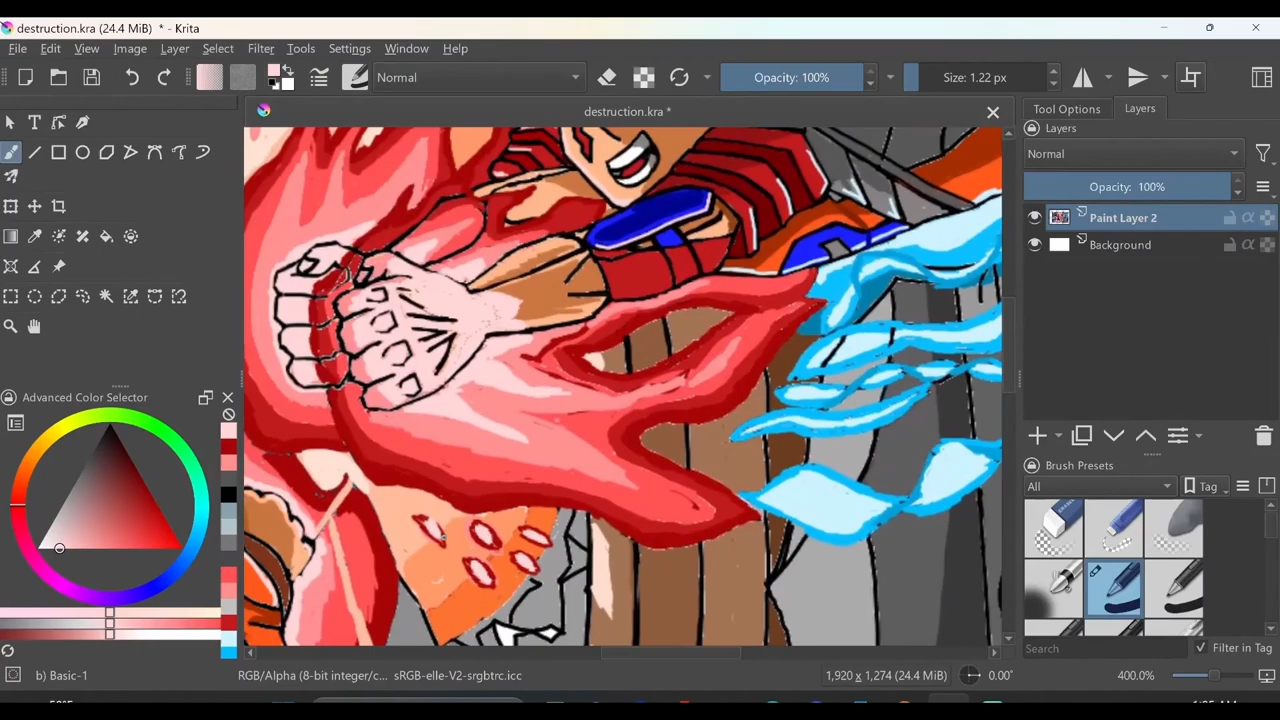 destruction.kra (24.4 MiB) * - Krita
File Edit View Image Layer Select Filter Tools Settings Window Help
Normal
Opacity: 100%
Size: 1.22 px
destruction.kra *
Tool Options
Layers
Layers
Normal
Opacity: 100%
Paint Layer 2
Background
Advanced Color Selector
Brush Presets
All
Tag
Search
Filter in Tag
b) Basic-1
RGB/Alpha (8-bit integer/c... sRGB-elle-V2-srgbtrc.icc
1,920 x 1,274 (24.4 MiB)
0.00°
400.0%